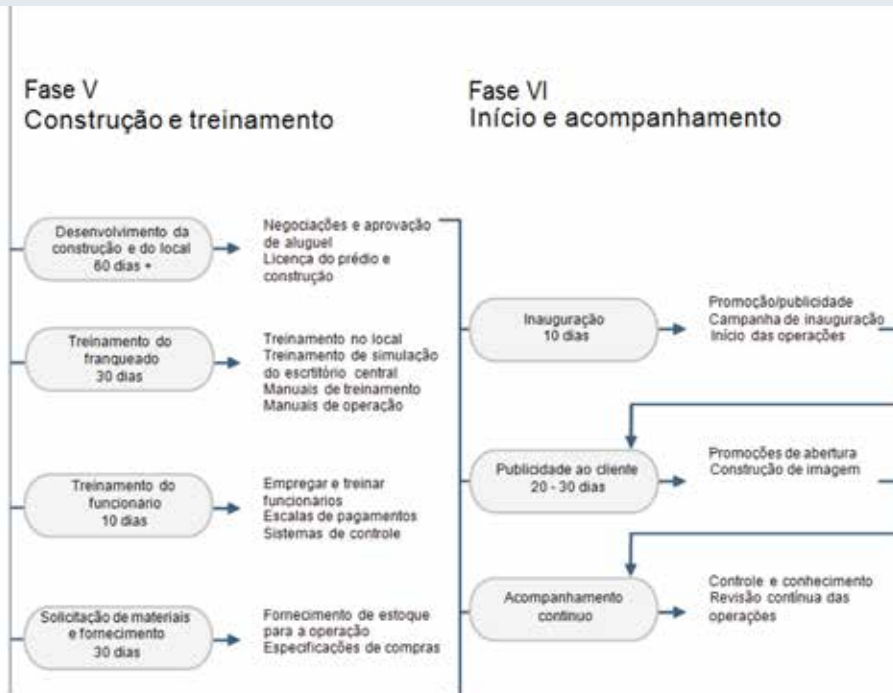 Fase V
Construção e treinamento
Desenvolvimento da
construção e do local
60 dias +
Negociações e aprovação
de aluguel
Licença do prédio e
construção
Treinamento do
franqueado
30 dias
Treinamento no local
Treinamento de simulação
do escrtitório central
Manuais de treinamento
Manuais de operação
Treinamento do
funcionário
10 dias
Empregar e treinar
funcionários
Escalas de pagamentos
Sistemas de controle
Solicitação de materiais
e fornecimento
30 dias
Fornecimento de estoque
para a operação
Especificações de compras
Fase VI
Início e acompanhamento
Inauguração
10 dias
Promoção/publicidade
Campanha de inauguração
Início das operações
Publicidade ao cliente
20 - 30 dias
Promoções de abertura
Construção de imagem
Acompanhamento
contínuo
Controle e conhecimento
Revisão contínua das
operações